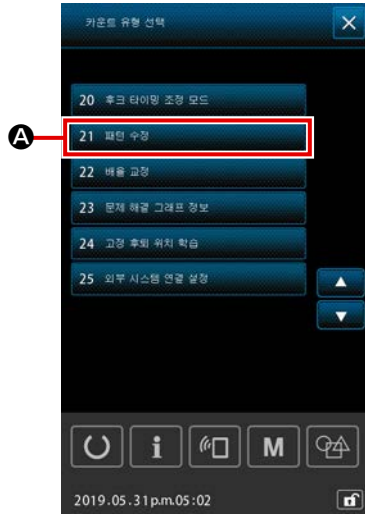 카운트 유형 선택
20 후크 타이밍 조정 모드
A
21 패턴 수정
22 배율 교정
23 문제 해결 그래프 정보
24 고정 후퇴 위치 학습
25 외부 시스템 연결 설정
i
M
2019.05.31p.m.05:02